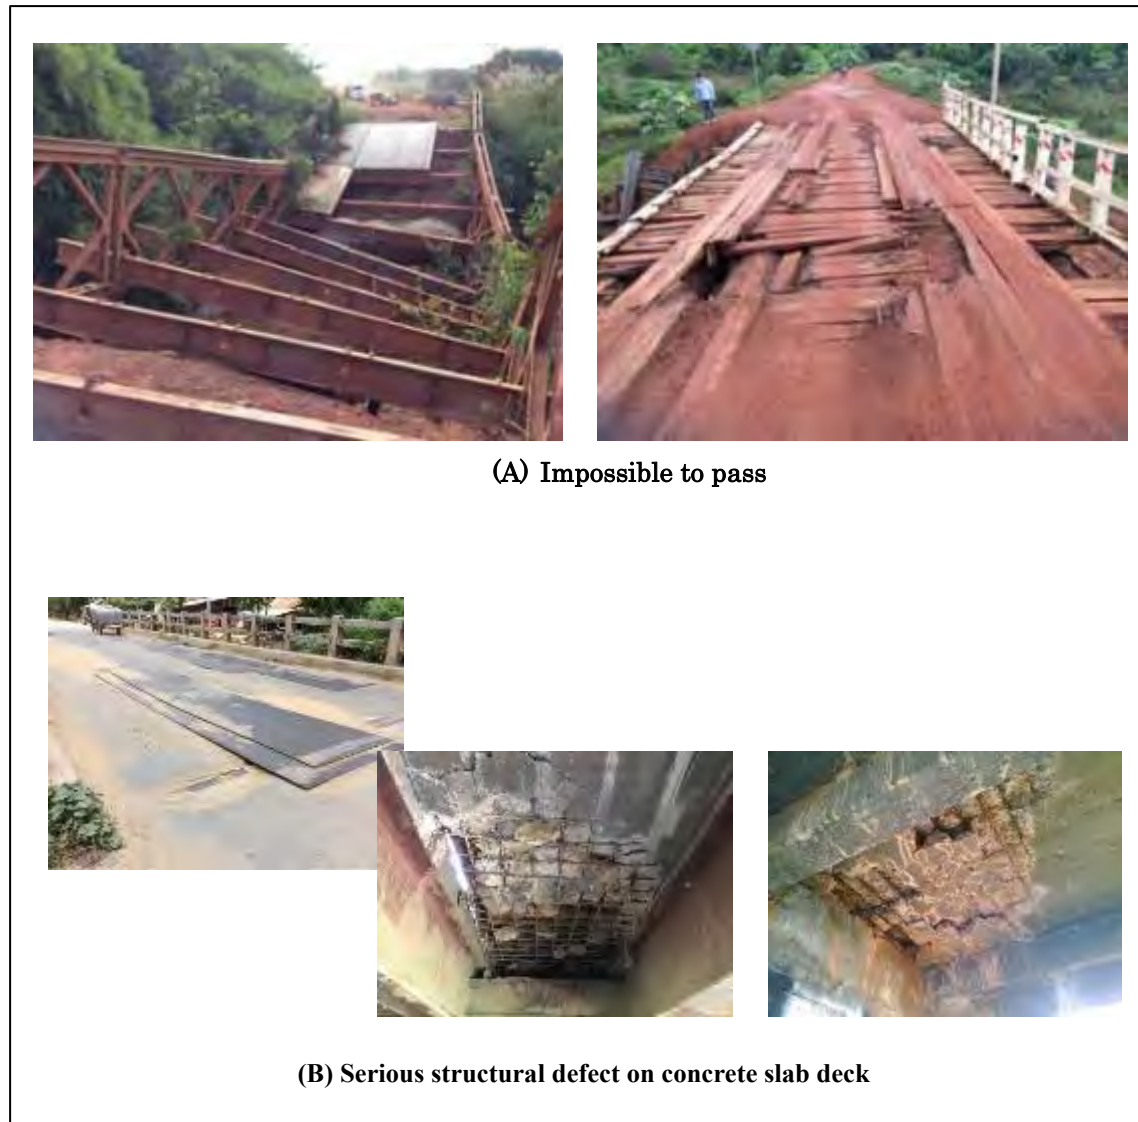 (A) Impossible to pass
(B) Serious structural defect on concrete slab deck